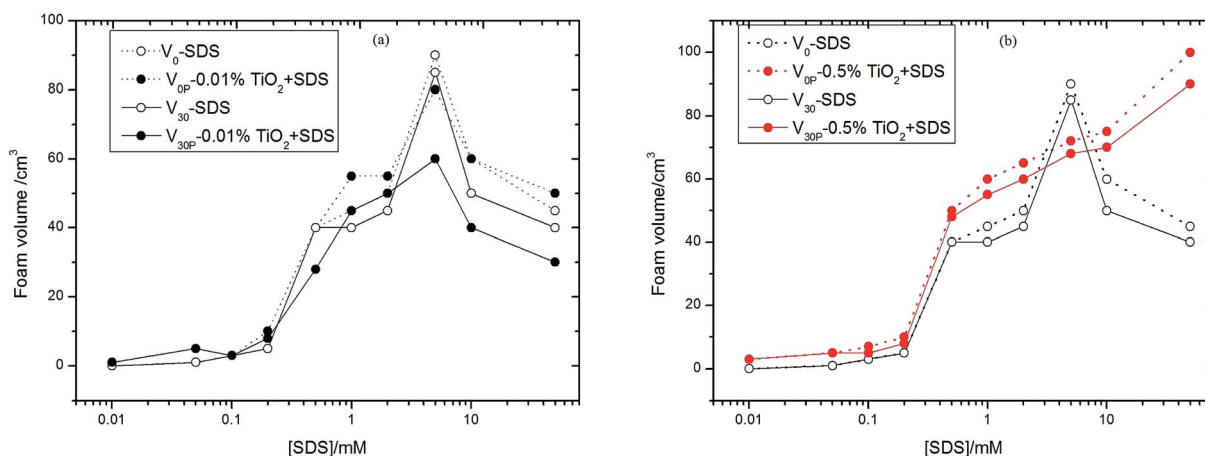 (a)
V₀-SDS
V₀P-0.01% TiO₂+SDS
V₃₀-SDS
V₃₀P-0.01% TiO₂+SDS
Foam volume /cm³
100
80
60
40
20
0
0.01
0.1
1
10
[SDS]/mM
(b)
V₀-SDS
V₀P-0.5% TiO₂+SDS
V₃₀-SDS
V₃₀P-0.5% TiO₂+SDS
Foam volume/cm³
100
80
60
40
20
0
0.01
0.1
1
10
[SDS]/mM